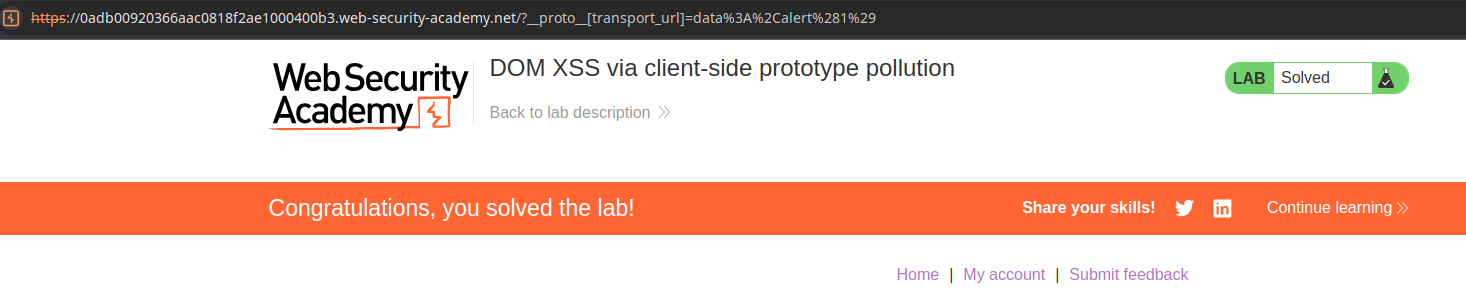 https://0adb00920366aac0818f2ae1000400b3.web-security-academy.net/?__proto__[transport_url]=data%3A%2Calert%281%29
Web Security
Academy
DOM XSS via client-side prototype pollution
Back to lab description
LAB Solved
Congratulations, you solved the lab!
Share your skills!
Continue learning
Home | My account | Submit feedback